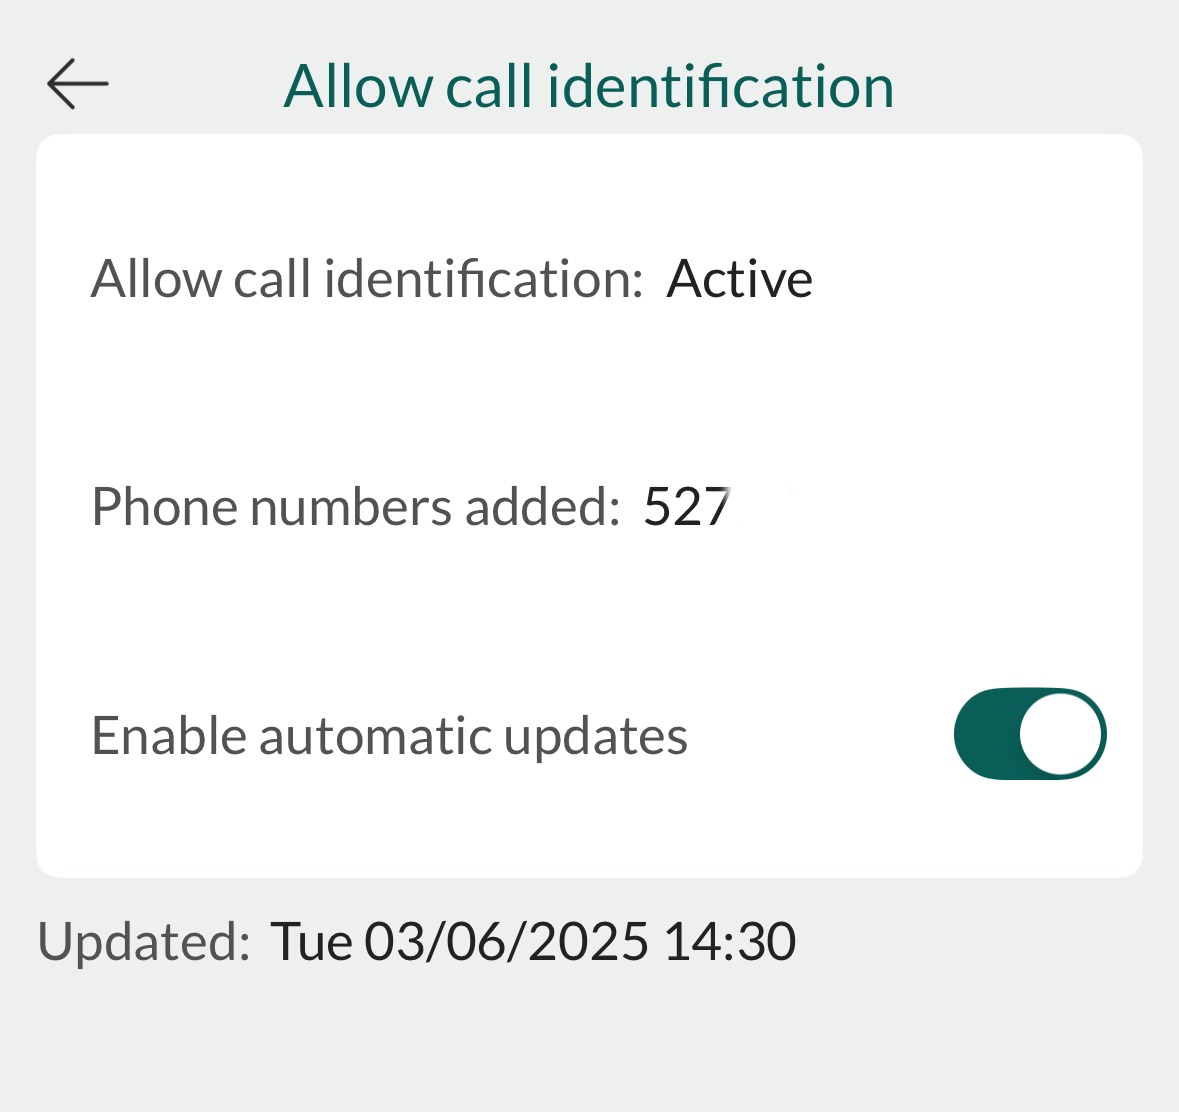 Allow call identification
Allow call identification: Active
Phone numbers added: 527
Enable automatic updates
Updated: Tue 03/06/2025 14:30